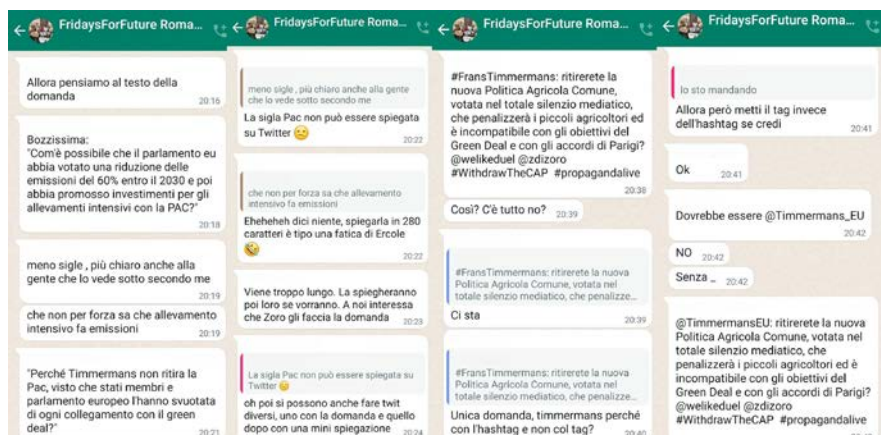 FridaysForFuture Roma...
Allora pensiamo al testo della
domanda
20:16
Bozzissima:
"Com'è possibile che il parlamento eu
abbia votato una riduzione delle
emissioni del 60% entro il 2030 e poi
abbia promosso investimenti per gli
allevamenti intensivi con la PAC?"
20:18
meno sigle , più chiaro anche alla
gente che lo vede sotto secondo me
20:19
che non per forza sa che allevamento
intensivo fa emissioni
20:19
"Perché Timmermans non ritira la
Pac, visto che stati membri e
parlamento europeo l'hanno svuotata
di ogni collegamento con il green
deal?"
20:21
FridaysForFuture Roma...
meno sigle , più chiaro anche alla gente
che lo vede sotto secondo me
La sigla Pac non può essere spiegata
su Twitter
20:22
che non per forza sa che allevamento
intensivo fa emissioni
Eheheheh dici niente, spiegarla in 280
caratteri è tipo una fatica di Ercole
20:22
Viene troppo lungo. La spiegheranno
poi loro se vorranno. A noi interessa
che Zoro gli faccia la domanda
20:23
La sigla Pac non può essere spiegata su
Twitter
oh poi si possono anche fare twit
diversi, uno con la domanda e quello
dopo con una mini spiegazione
20:24
FridaysForFuture Roma...
#FransTimmermans: ritirerete la
nuova Politica Agricola Comune,
votata nel totale silenzio mediatico,
che penalizzerà i piccoli agricoltori ed
è incompatibile con gli obiettivi del
Green Deal e con gli accordi di Parigi?
@welikeduel @zdizoro
#WithdrawTheCAP #propagandalive
20:38
Così? C'è tutto no?
20:39
#FransTimmermans: ritirerete la nuova
Politica Agricola Comune, votata nel
totale silenzio mediatico, che penalizze...
Ci sta
20:39
#FransTimmermans: ritirerete la nuova
Politica Agricola Comune, votata nel
totale silenzio mediatico, che penalizze...
Unica domanda, timmermans perché
con l'hashtag e non col tag?
20:40
FridaysForFuture Roma...
lo sto mandando
Allora però metti il tag invece
dell'hashtag se credi
20:41
Ok
20:41
Dovrebbe essere @Timmermans_EU
20:42
NO
20:42
Senza _
20:42
@TimmermansEU: ritirerete la nuova
Politica Agricola Comune, votata nel
totale silenzio mediatico, che
penalizzerà i piccoli agricoltori ed è
incompatibile con gli obiettivi del
Green Deal e con gli accordi di Parigi?
@welikeduel @zdizoro
#WithdrawTheCAP #propagandalive